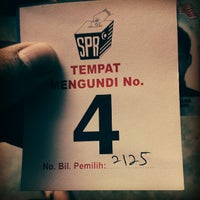 SPR
TEMPAT
MENGUNDI No.
4
No. Bil. Pemilih: 2125